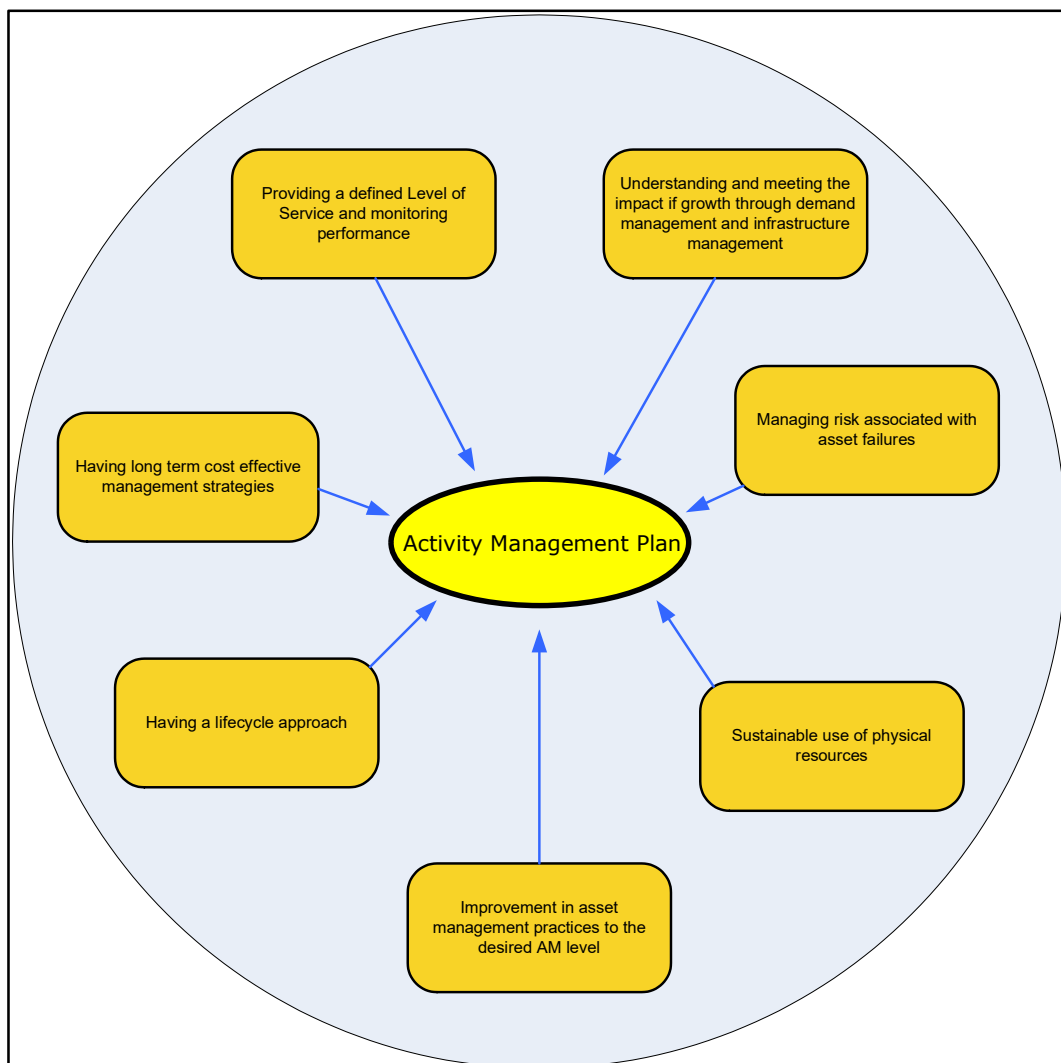 Providing a defined Level of
Service and monitoring
performance
Understanding and meeting the
impact if growth through demand
management and infrastructure
management
Managing risk associated with
asset failures
Having long term cost effective
management strategies
Activity Management Plan
Having a lifecycle approach
Sustainable use of physical
resources
Improvement in asset
management practices to the
desired AM level